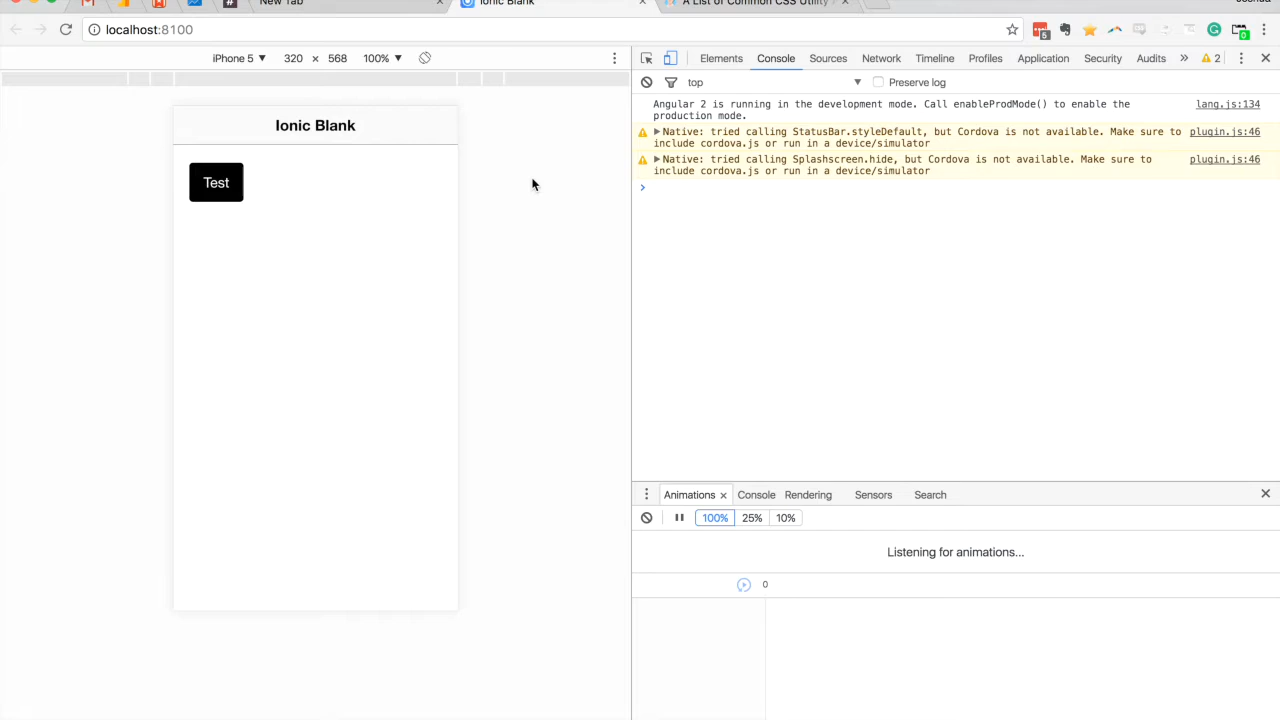 New Tab × Ionic Blank × A List of Common CSS Utility ×
localhost:8100
iPhone 5 ▼ 320 × 568 100% ▼
Elements Console Sources Network Timeline Profiles Application Security Audits » 2
top ▼ Preserve log
Angular 2 is running in the development mode. Call enableProdMode() to enable the lang.js:134
production mode.
Native: tried calling StatusBar.styleDefault, but Cordova is not available. Make sure to plugin.js:46
include cordova.js or run in a device/simulator
Native: tried calling Splashscreen.hide, but Cordova is not available. Make sure to plugin.js:46
include cordova.js or run in a device/simulator
Ionic Blank
Test
Animations × Console Rendering Sensors Search
100% 25% 10%
Listening for animations...
0